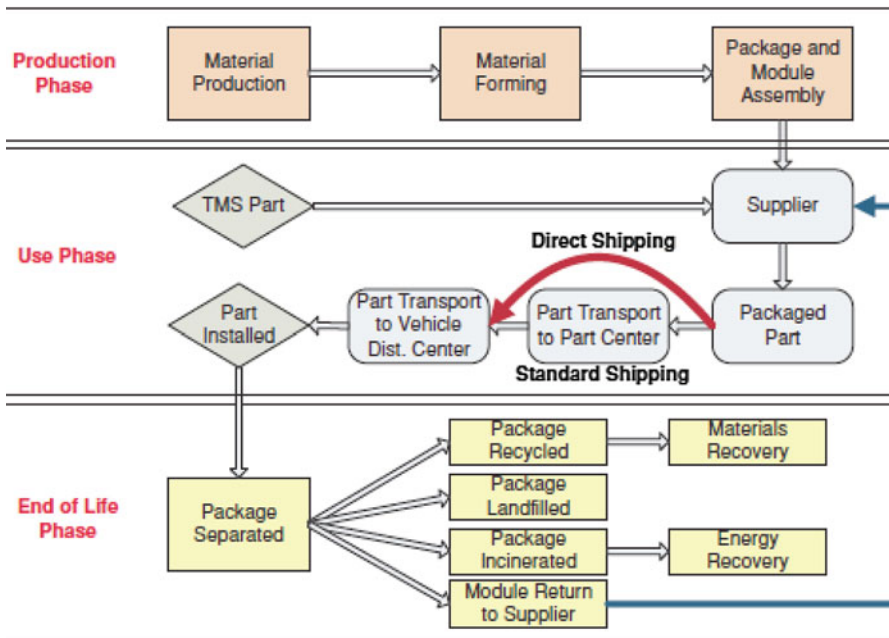 Production
Phase
Material
Production
Material
Forming
Package and
Module
Assembly
Use Phase
TMS Part
Supplier
Direct Shipping
Part
Installed
Part Transport
to Vehicle
Dist. Center
Part Transport
to Part Center
Packaged
Part
Standard Shipping
End of Life
Phase
Package
Separated
Package
Recycled
Materials
Recovery
Package
Landfilled
Package
Incinerated
Energy
Recovery
Module Return
to Supplier